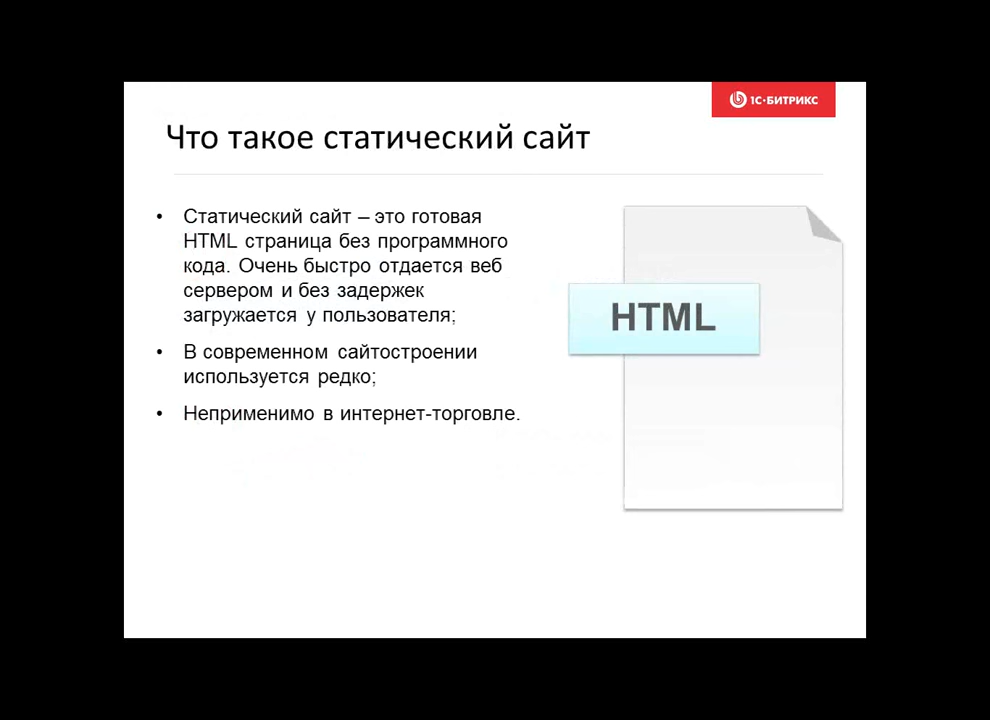 1С·БИТРИКС
Что такое статический сайт
• Статический сайт – это готовая
HTML страница без программного
кода. Очень быстро отдается веб
сервером и без задержек
загружается у пользователя;
• В современном сайтостроении
используется редко;
• Неприменимо в интернет-торговле.
HTML